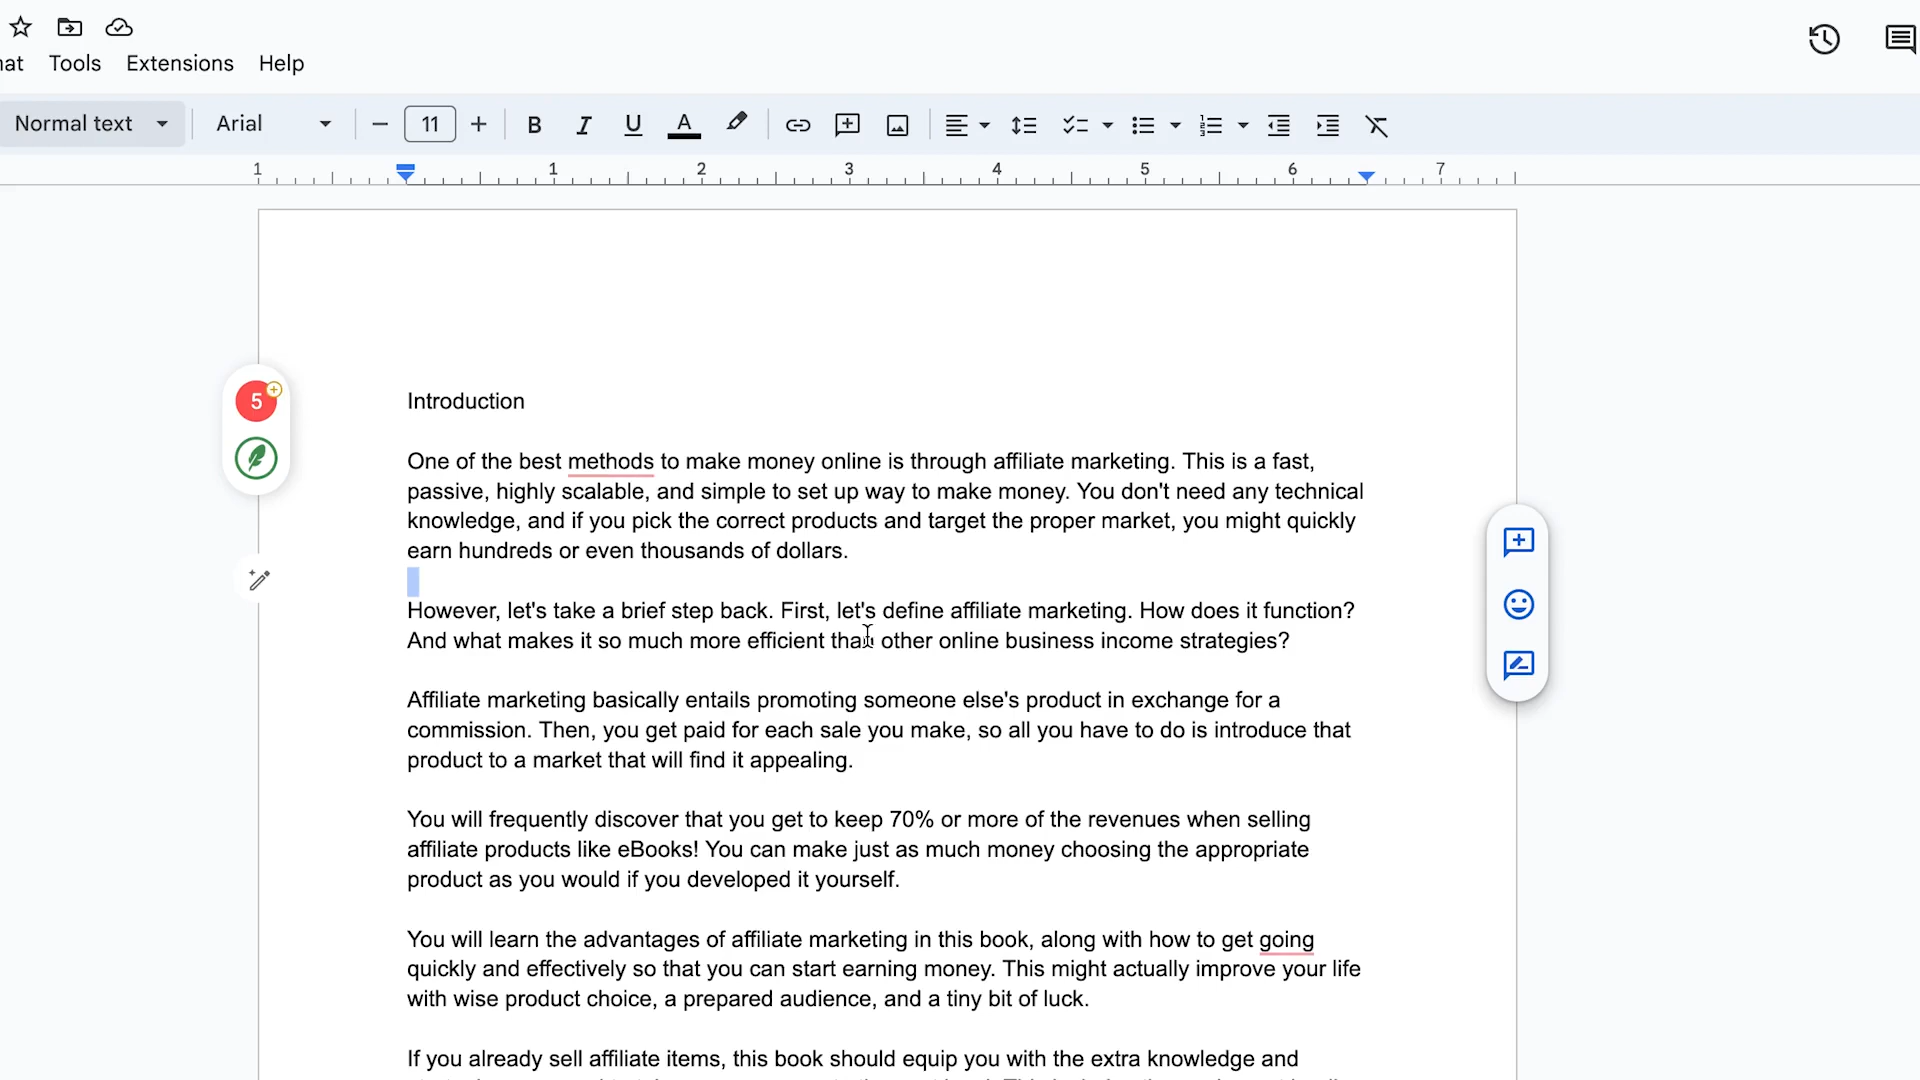 at Tools Extensions Help
Normal text Arial 11 B I U A
1 1 2 3 4 5 6 7
5
Introduction
One of the best methods to make money online is through affiliate marketing. This is a fast,
passive, highly scalable, and simple to set up way to make money. You don't need any technical
knowledge, and if you pick the correct products and target the proper market, you might quickly
earn hundreds or even thousands of dollars.
However, let's take a brief step back. First, let's define affiliate marketing. How does it function?
And what makes it so much more efficient than other online business income strategies?
Affiliate marketing basically entails promoting someone else's product in exchange for a
commission. Then, you get paid for each sale you make, so all you have to do is introduce that
product to a market that will find it appealing.
You will frequently discover that you get to keep 70% or more of the revenues when selling
affiliate products like eBooks! You can make just as much money choosing the appropriate
product as you would if you developed it yourself.
You will learn the advantages of affiliate marketing in this book, along with how to get going
quickly and effectively so that you can start earning money. This might actually improve your life
with wise product choice, a prepared audience, and a tiny bit of luck.
If you already sell affiliate items, this book should equip you with the extra knowledge and